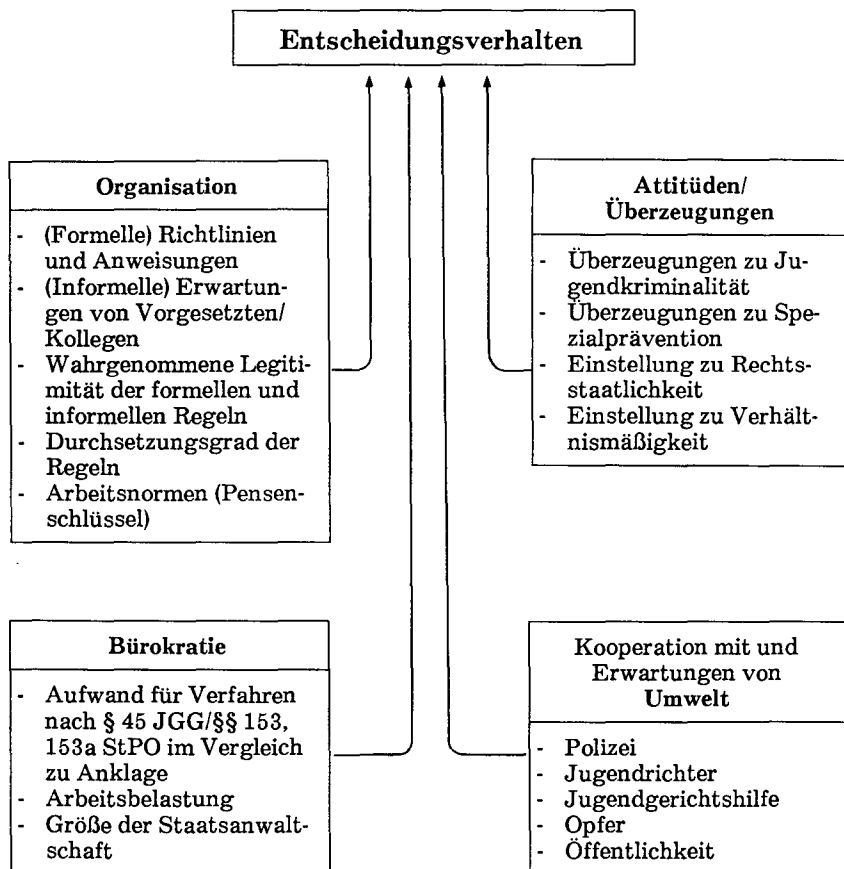 Entscheidungsverhalten
Organisation
- (Formelle) Richtlinien
und Anweisungen
- (Informelle) Erwartun-
gen von Vorgesetzten/
Kollegen
- Wahrgenommene Legiti-
mität der formellen und
informellen Regeln
- Durchsetzungsgrad der
Regeln
- Arbeitsnormen (Pensen-
schlüssel)
Attitüden/
Überzeugungen
- Überzeugungen zu Ju-
gendkriminalität
- Überzeugungen zu Spe-
zialprävention
- Einstellung zu Rechts-
staatlichkeit
- Einstellung zu Verhält-
nismäßigkeit
Bürokratie
- Aufwand für Verfahren
nach § 45 JGG/§§ 153,
153a StPO im Vergleich
zu Anklage
- Arbeitsbelastung
- Größe der Staatsanwalt-
schaft
Kooperation mit und
Erwartungen von
Umwelt
- Polizei
- Jugendrichter
- Jugendgerichtshilfe
- Opfer
- Öffentlichkeit